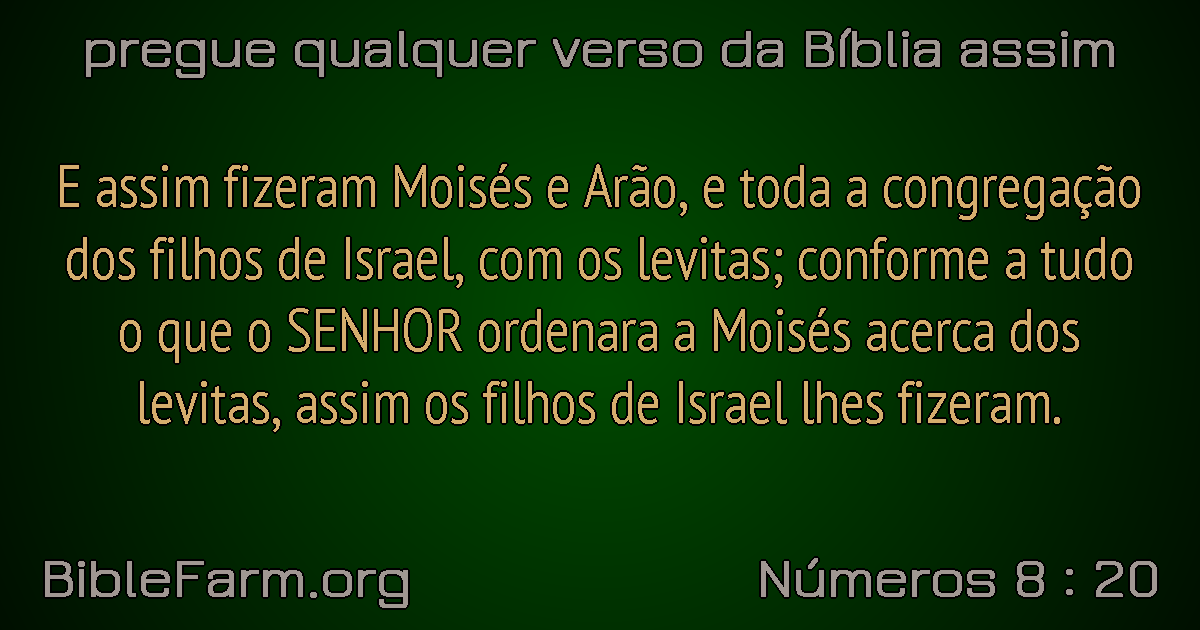 pregue qualquer verso da Bíblia assim
E assim fizeram Moisés e Arão, e toda a congregação
dos filhos de Israel, com os levitas; conforme a tudo
o que o SENHOR ordenara a Moisés acerca dos
levitas, assim os filhos de Israel lhes fizeram.
BibleFarm.org
Números 8 : 20